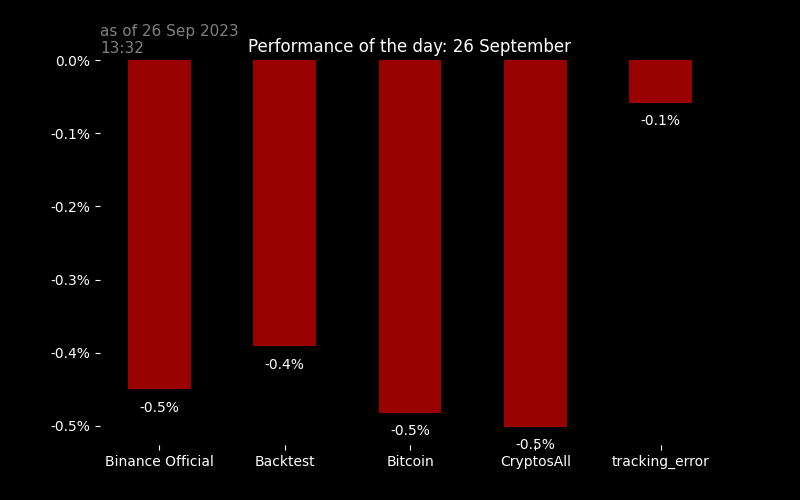 as of 26 Sep 2023
13:32
Performance of the day: 26 September
0.0%
-0.1%
-0.2%
-0.3%
-0.4%
-0.5%
-0.5%
-0.4%
-0.5%
-0.5%
-0.1%
Binance Official
Backtest
Bitcoin
CryptosAll
tracking_error